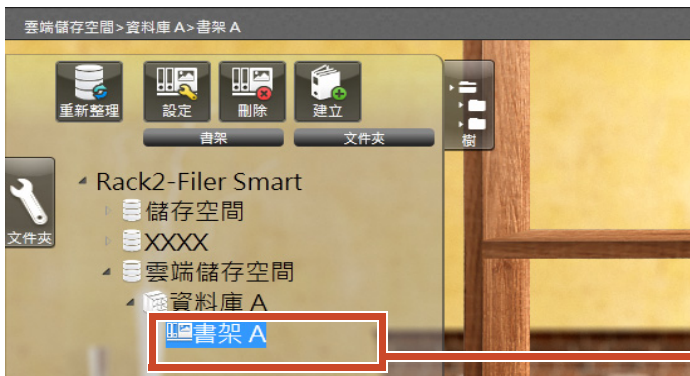 雲端儲存空間>資料庫 A>書架 A
重新整理
設定
刪除
建立
書架
文件夾
樹
文件夾
Rack2-Filer Smart
儲存空間
XXXX
雲端儲存空間
資料庫 A
書架 A